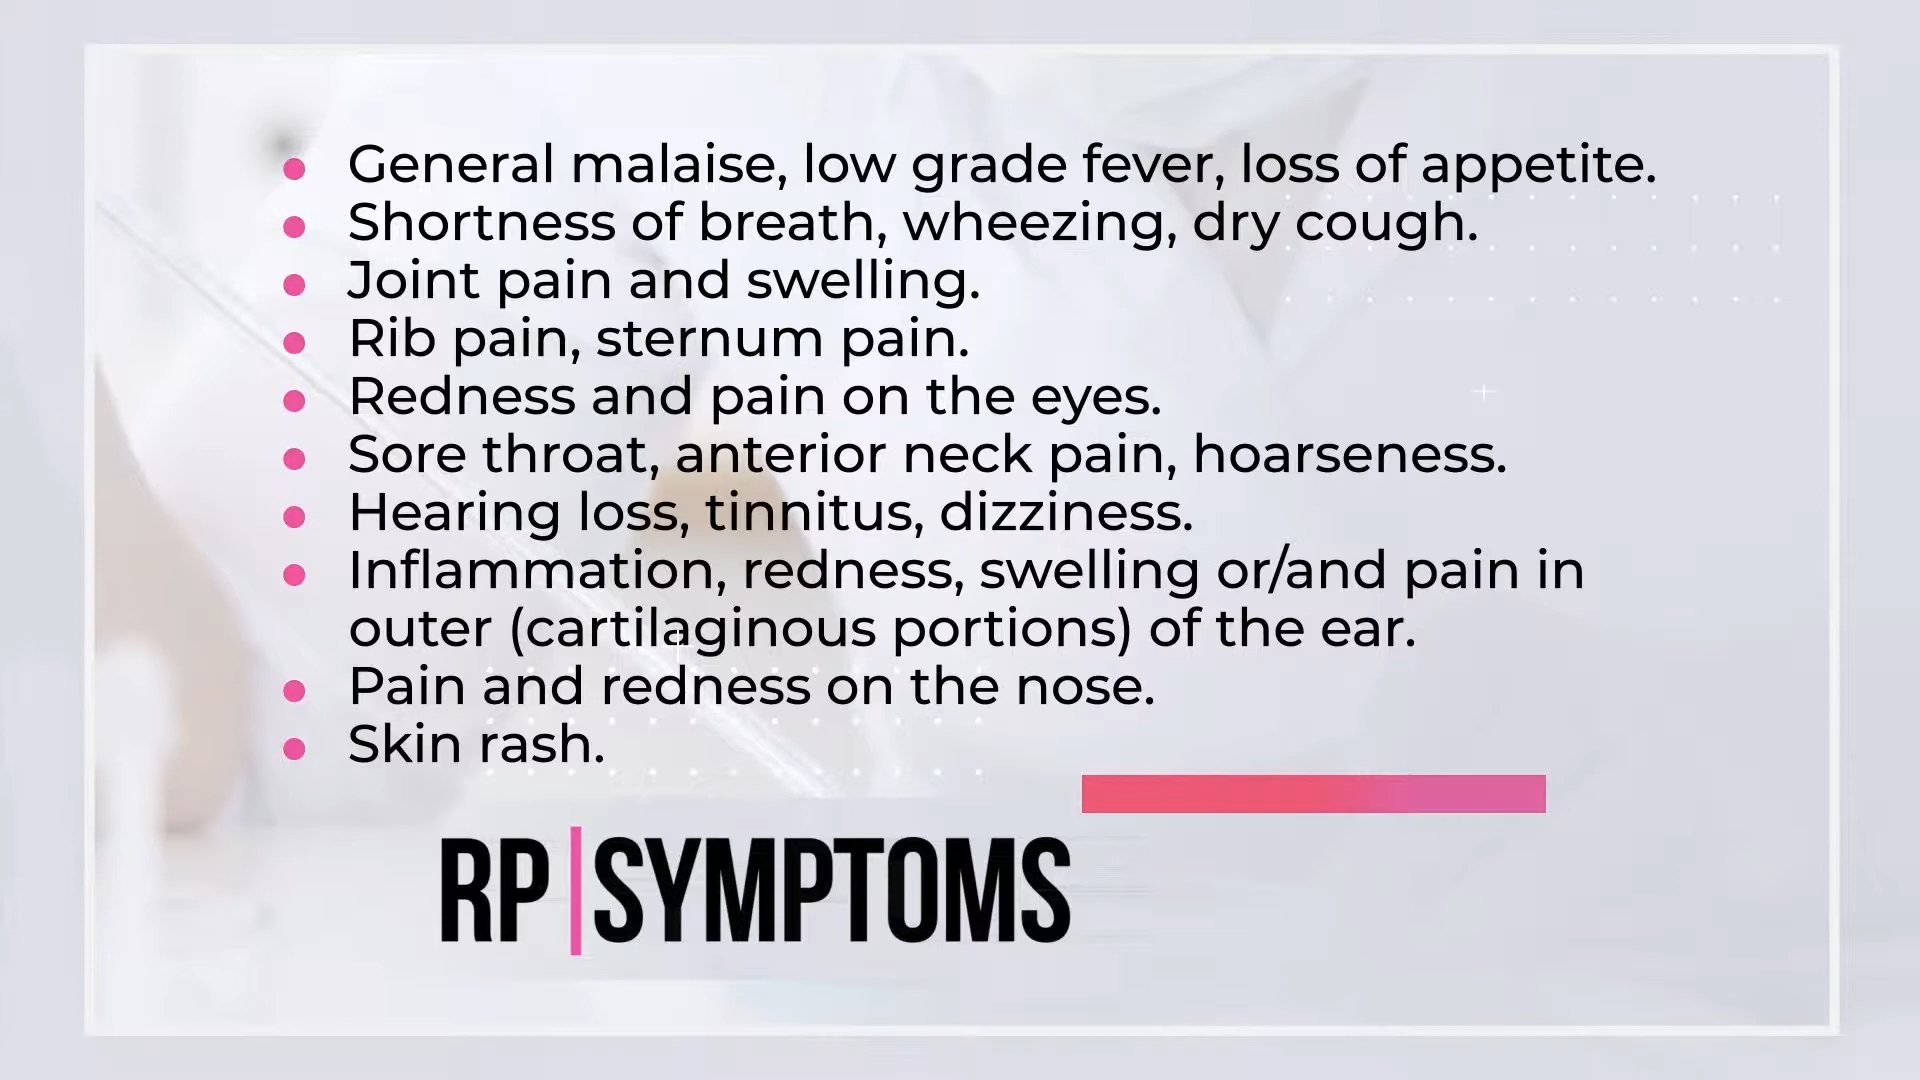 General malaise, low grade fever, loss of appetite.
Shortness of breath, wheezing, dry cough.
Joint pain and swelling.
Rib pain, sternum pain.
Redness and pain on the eyes.
Sore throat, anterior neck pain, hoarseness.
Hearing loss, tinnitus, dizziness.
Inflammation, redness, swelling or/and pain in
outer (cartilaginous portions) of the ear.
Pain and redness on the nose.
Skin rash.
RP|SYMPTOMS